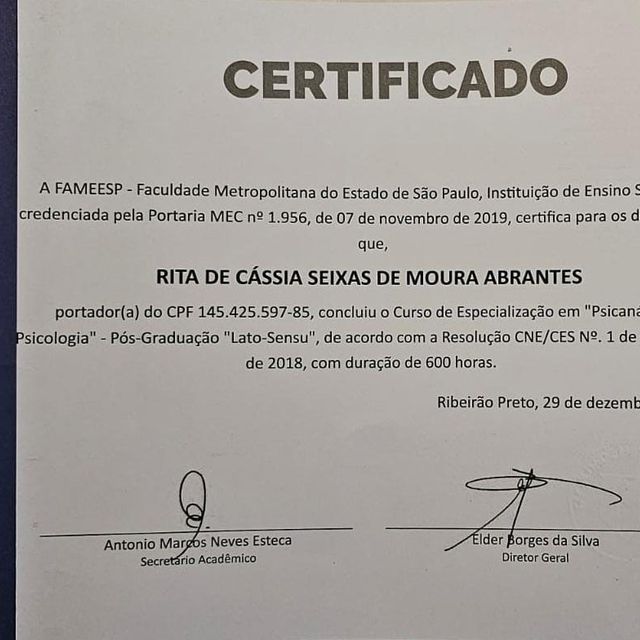 CERTIFICADO
A FAMEESP - Faculdade Metropolitana do Estado de São Paulo, Instituição de Ensino S
credenciada pela Portaria MEC nº 1.956, de 07 de novembro de 2019, certifica para os d
que,
RITA DE CÁSSIA SEIXAS DE MOURA ABRANTES
portador(a) do CPF 145.425.597-85, concluiu o Curso de Especialização em "Psicaná
Psicologia" - Pós-Graduação "Lato-Sensu", de acordo com a Resolução CNE/CES Nº. 1 de
de 2018, com duração de 600 horas.
Ribeirão Preto, 29 de dezemb
Antonio Marcos Neves Esteca
Secretário Acadêmico
Elder Borges da Silva
Diretor Geral